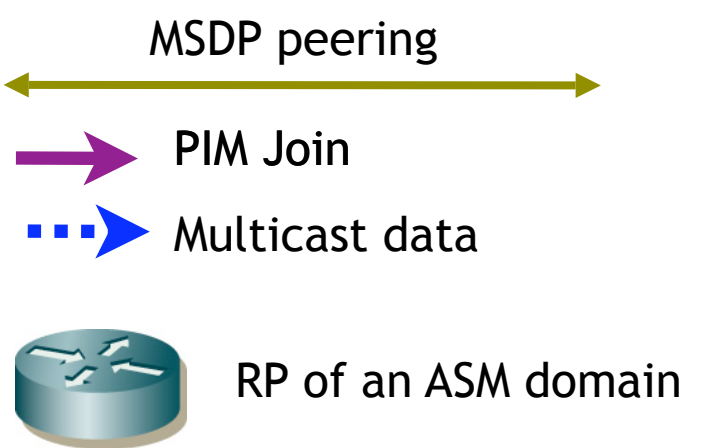 MSDP peering
PIM Join
Multicast data
RP of an ASM domain